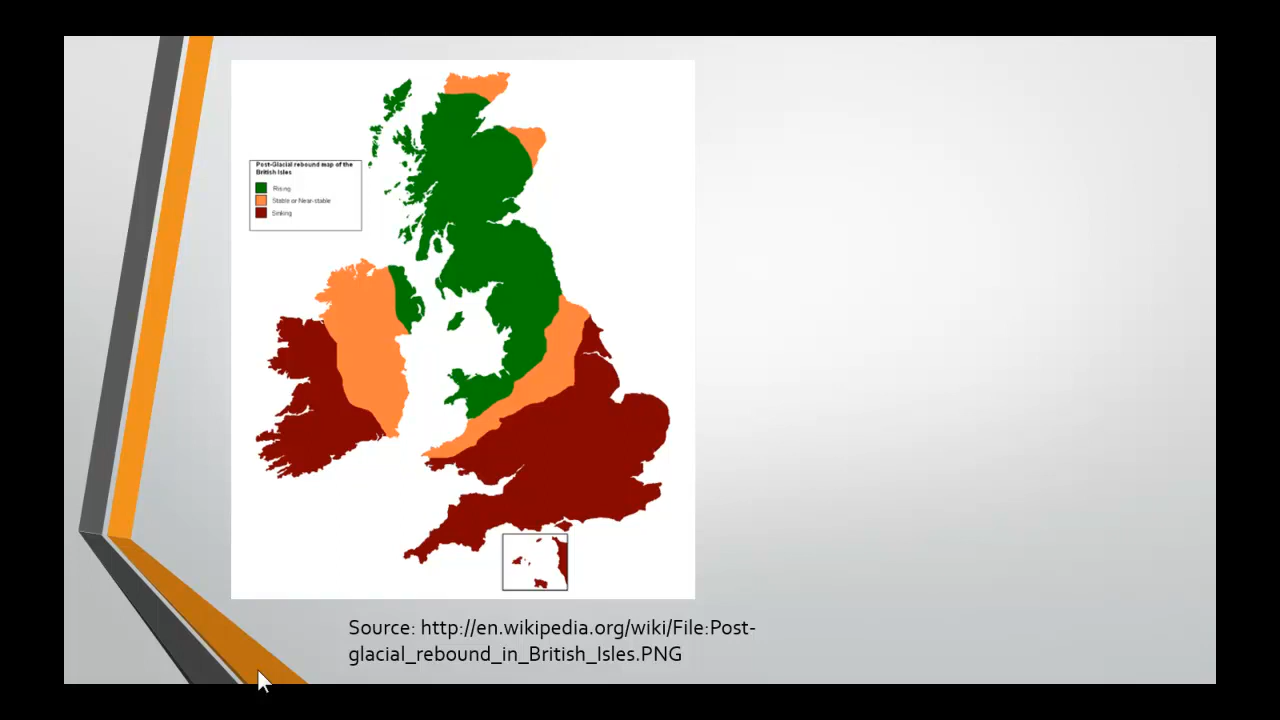 Post-Glacial rebound map of the
British Isles
Rising
Stable or Near-stable
Sinking
Source: http://en.wikipedia.org/wiki/File:Post-
glacial_rebound_in_British_Isles.PNG